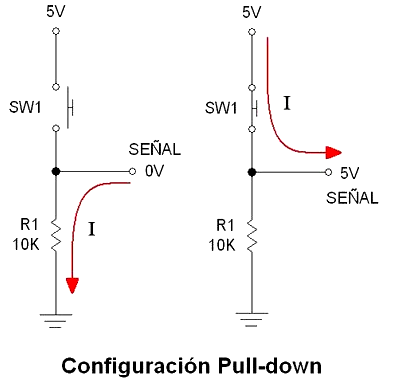 5V
SW1
SEÑAL
0V
R1
10K
I
5V
SW1
I
5V
SEÑAL
R1
10K
Configuración Pull-down